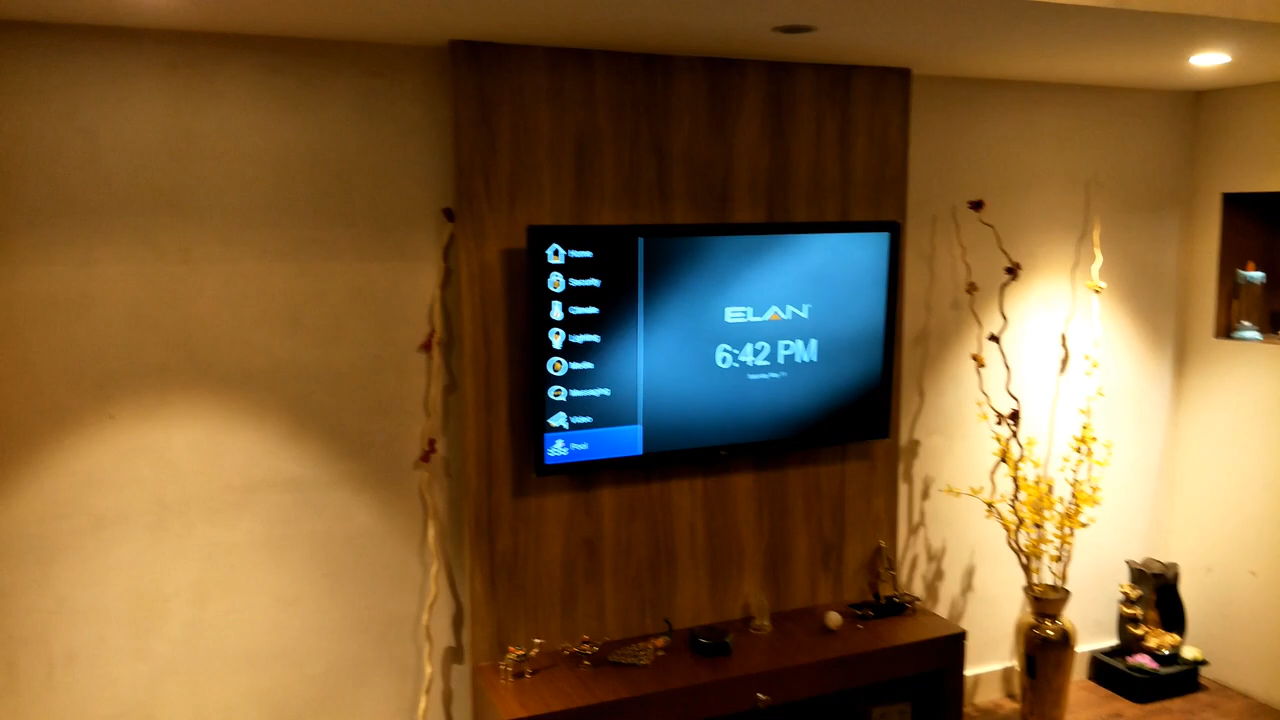 Home
Security
Climate
Lighting
Media
Messaging
Video
Pool
ELAN
6:42 PM